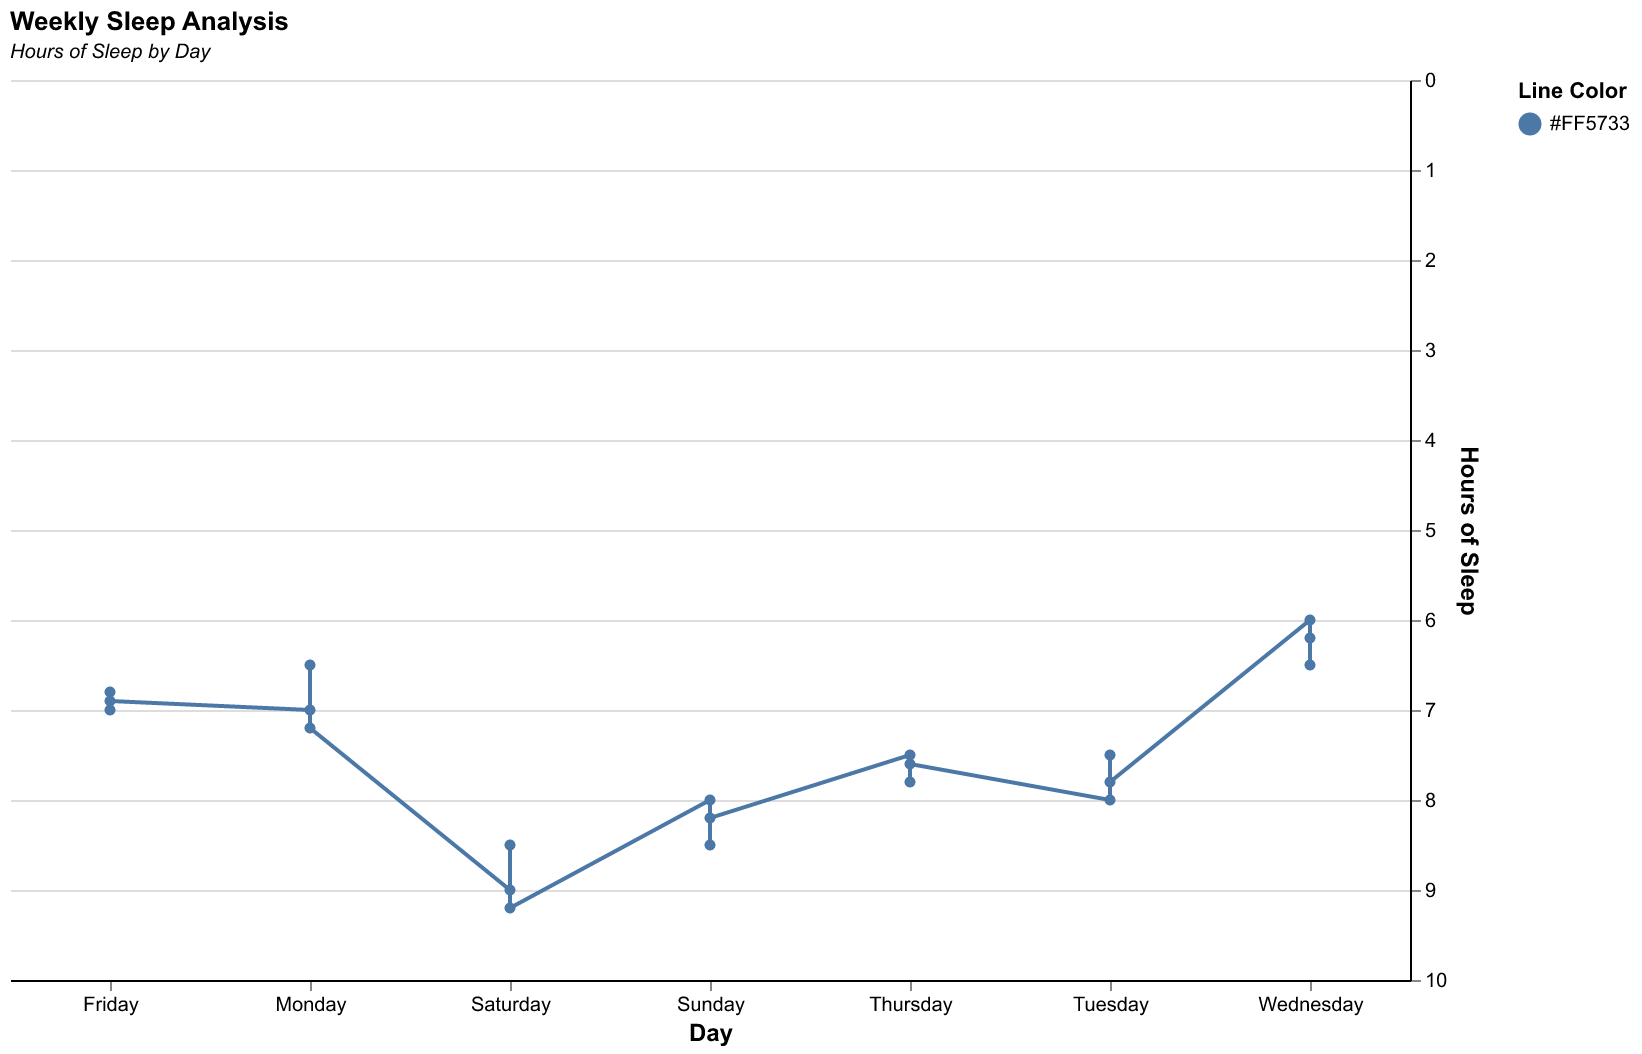 Weekly Sleep Analysis
Hours of Sleep by Day
0
1
2
3
4
5
6
7
8
9
10
Hours of Sleep
Line Color
#FF5733
Friday
Monday
Saturday
Sunday
Thursday
Tuesday
Wednesday
Day